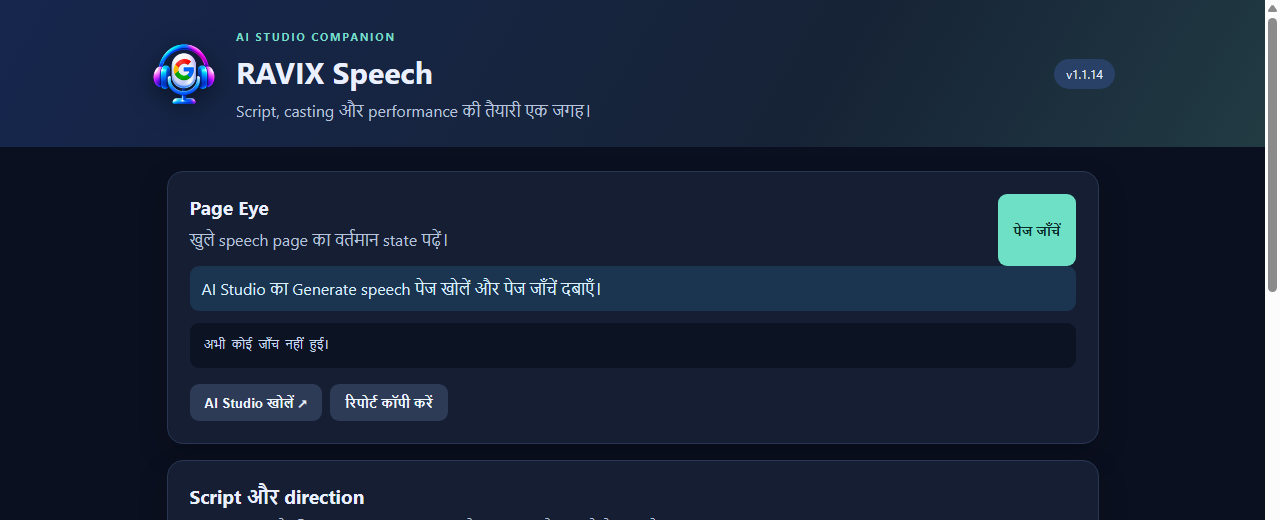 AI STUDIO COMPANION
RAVIX Speech
Script, casting और performance की तैयारी एक जगह।
v1.1.14
Page Eye
खुले speech page का वर्तमान state पढ़ें।
पेज जाँचें
AI Studio का Generate speech पेज खोलें और पेज जाँचें दबाएँ।
अभी कोई जाँच नहीं हुई।
AI Studio खोलें ↗
रिपोर्ट कॉपी करें
Script और direction